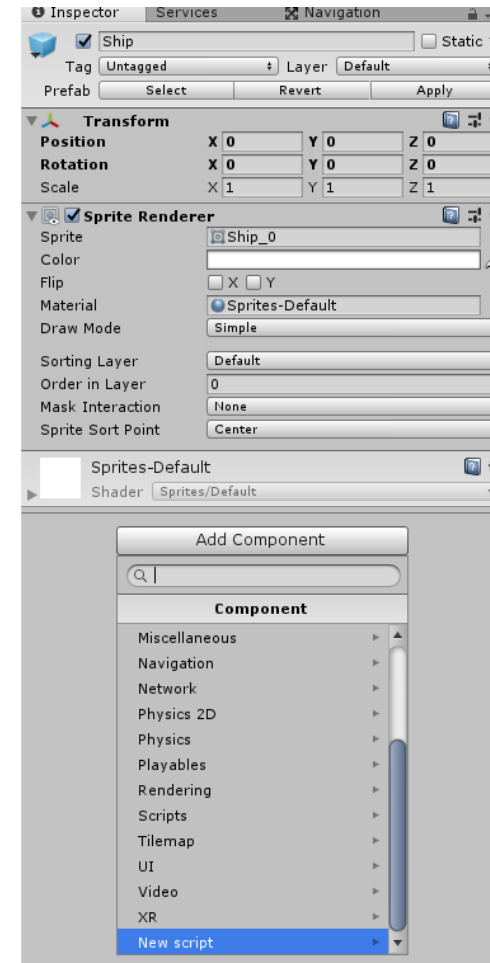 Inspector Services Navigation
Ship Static
Tag Untagged Layer Default
Prefab Select Revert Apply
Transform
Position X 0 Y 0 Z 0
Rotation X 0 Y 0 Z 0
Scale X 1 Y 1 Z 1
Sprite Renderer
Sprite Ship_0
Color
Flip X Y
Material Sprites-Default
Draw Mode Simple
Sorting Layer Default
Order in Layer 0
Mask Interaction None
Sprite Sort Point Center
Sprites-Default
Shader Sprites/Default
Add Component
Component
Miscellaneous
Navigation
Network
Physics 2D
Physics
Playables
Rendering
Scripts
Tilemap
UI
Video
XR
New script